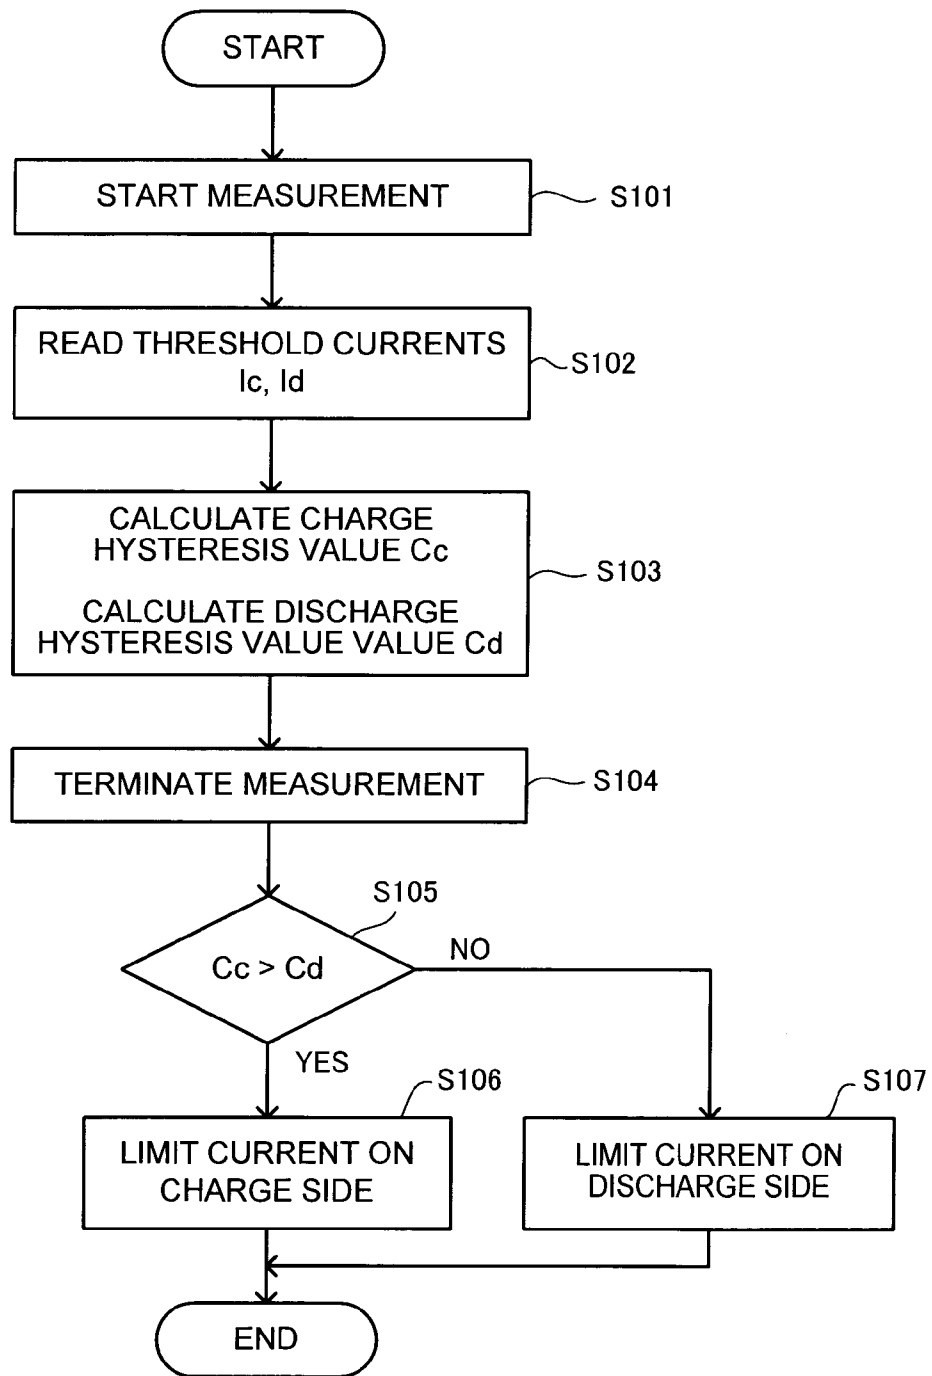 START
START MEASUREMENT
S101
READ THRESHOLD CURRENTS
Ic, Id
S102
CALCULATE CHARGE
HYSTERESIS VALUE Cc
CALCULATE DISCHARGE
HYSTERESIS VALUE VALUE Cd
S103
TERMINATE MEASUREMENT
S104
S105
Cc > Cd
NO
YES
S106
LIMIT CURRENT ON
CHARGE SIDE
S107
LIMIT CURRENT ON
DISCHARGE SIDE
END